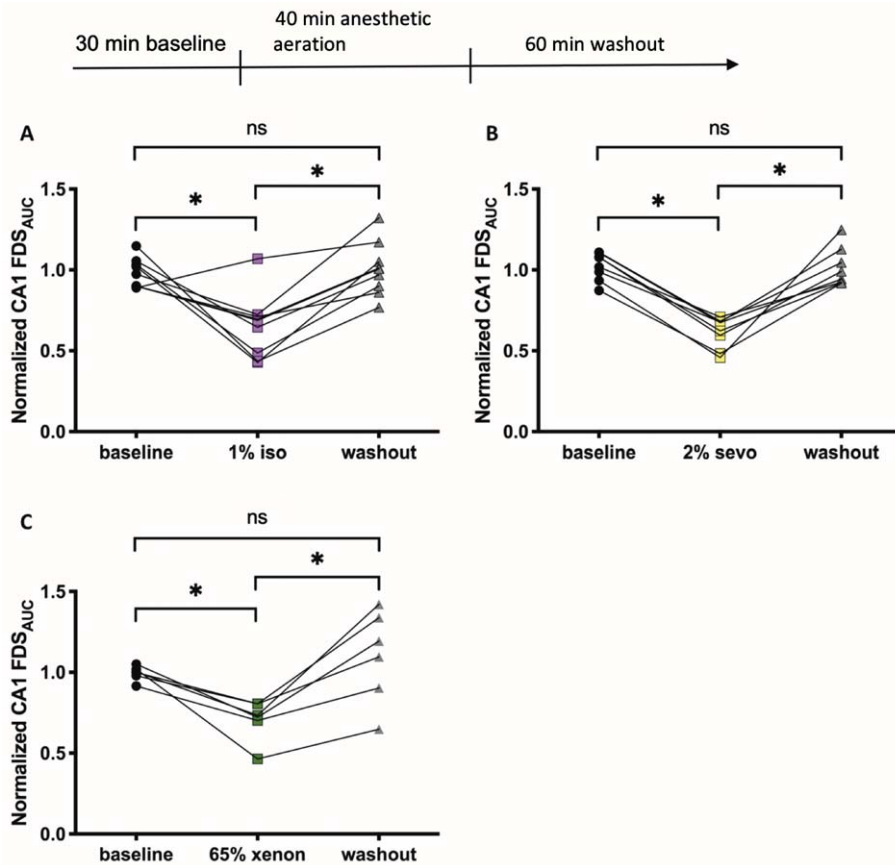 40 min anesthetic
30 min baseline aeration 60 min washout
A
ns
*
*
Normalized CA1 FDSAUC
1.5
1.0
0.5
0.0
baseline 1% iso washout
B
ns
*
*
Normalized CA1 FDSAUC
1.5
1.0
0.5
0.0
baseline 2% sevo washout
C
ns
*
*
Normalized CA1 FDSAUC
1.5
1.0
0.5
0.0
baseline 65% xenon washout